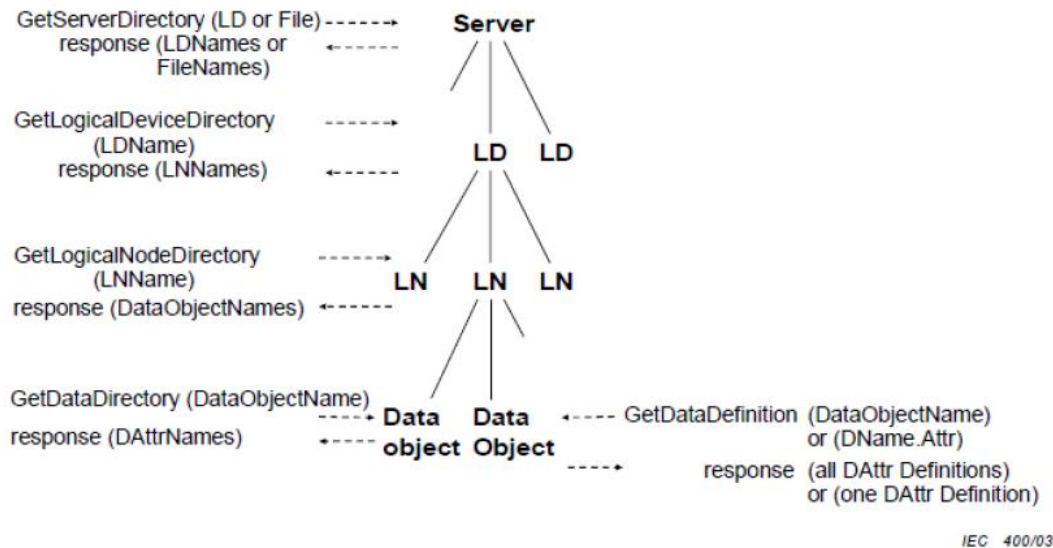 GetServerDirectory (LD or File)
response (LDNames or
FileNames)
Server
GetLogicalDeviceDirectory
(LDName)
response (LNNames)
LD LD
GetLogicalNodeDirectory
(LNName)
response (DataObjectNames)
LN LN LN
GetDataDirectory (DataObjectName)
response (DAttrNames)
Data
object
Data
Object
GetDataDefinition (DataObjectName)
or (DName.Attr)
response (all DAttr Definitions)
or (one DAttr Definition)
IEC 400/03